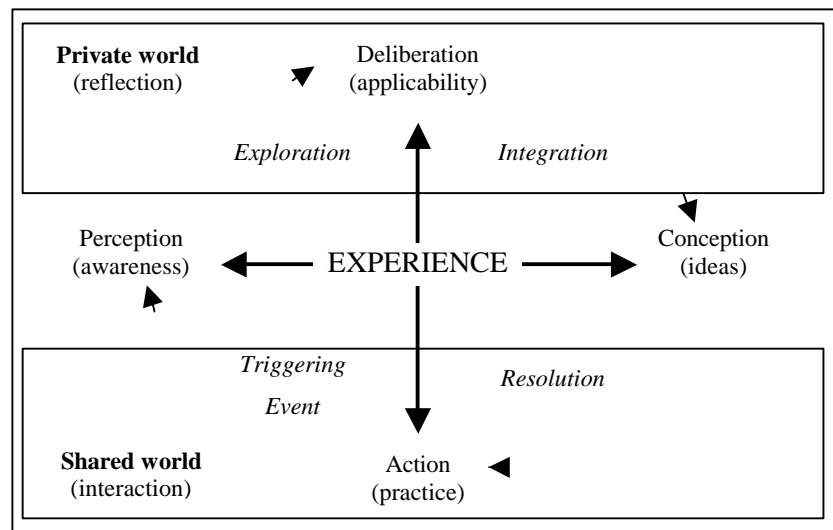 Private world
(reflection)
Deliberation
(applicability)
Exploration
Integration
Perception
(awareness)
EXPERIENCE
Conception
(ideas)
Triggering
Event
Resolution
Shared world
(interaction)
Action
(practice)